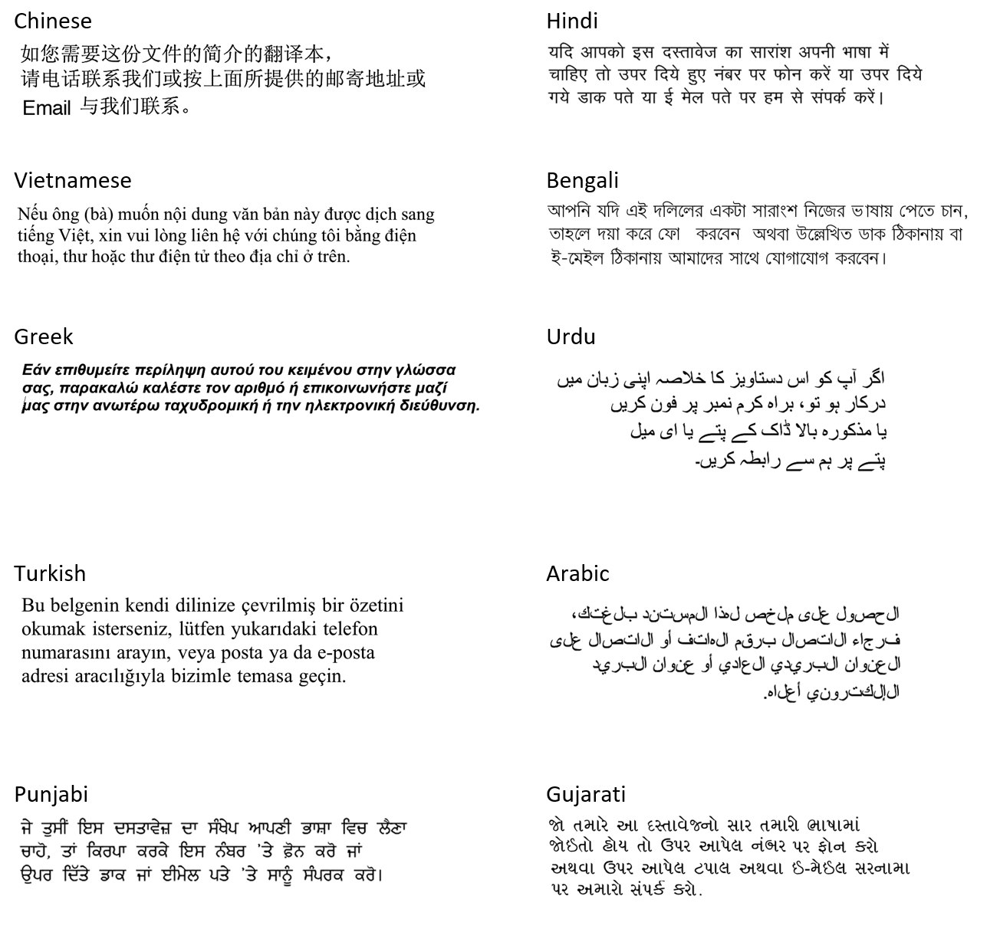 Chinese
如您需要这份文件的简介的翻译本，
请电话联系我们或按上面所提供的邮寄地址或
Email 与我们联系。
Hindi
यदि आपको इस दस्तावेज का सारांश अपनी भाषा में
चाहिए तो उपर दिये हुए नंबर पर फोन करें या उपर दिये
गये डाक पते या ई मेल पते पर हम से संपर्क करें।
Vietnamese
Nếu ông (bà) muốn nội dung văn bản này được dịch sang
tiếng Việt, xin vui lòng liên hệ với chúng tôi bằng điện
thoại, thư hoặc thư điện tử theo địa chỉ ở trên.
Bengali
আপনি যদি এই দলিলের একটা সারাংশ নিজের ভাষায় পেতে চান,
তাহলে দয়া করে ফো করবেন অথবা উল্লেখিত ডাক ঠিকানায় বা
ই-মেইল ঠিকানায় আমাদের সাথে যোগাযোগ করবেন।
Greek
Εάν επιθυμείτε περίληψη αυτού του κειμένου στην γλώσσα
σας, παρακαλώ καλέστε τον αριθμό ή επικοινωνήστε μαζί
μας στην ανωτέρω ταχυδρομική ή την ηλεκτρονική διεύθυνση.
Urdu
اگر آپ کو اس دستاویز کا خلاصہ اپنی زبان میں
درکار ہو تو، براہ کرم نمبر پر فون کریں
یا مذکورہ بالا ڈاک کے پتے یا ای میل
پتے پر ہم سے رابطہ کریں۔
Turkish
Bu belgenin kendi dilinize çevrilmiş bir özetini
okumak isterseniz, lütfen yukarıdaki telefon
numarasını arayın, veya posta ya da e-posta
adresi aracılığıyla bizimle temasa geçin.
Arabic
الحصول على ملخص لهذا المستند بلغتك،
فرجاء الاتصال برقم الهاتف أو الاتصال على
العنوان البريدي العادي أو عنوان البريد
الإلكتروني أعلاه.
Punjabi
ਜੇ ਤੁਸੀਂ ਇਸ ਦਸਤਾਵੇਜ਼ ਦਾ ਸੰਖੇਪ ਆਪਣੀ ਭਾਸ਼ਾ ਵਿਚ ਲੈਣਾ
ਚਾਹੋ, ਤਾਂ ਕਿਰਪਾ ਕਰਕੇ ਇਸ ਨੰਬਰ 'ਤੇ ਫ਼ੋਨ ਕਰੋ ਜਾਂ
ਉਪਰ ਦਿੱਤੇ ਡਾਕ ਜਾਂ ਈਮੇਲ ਪਤੇ 'ਤੇ ਸਾਨੂੰ ਸੰਪਰਕ ਕਰੋ।
Gujarati
જો તમારે આ દસ્તાવેજનો સાર તમારી ભાષામાં
જોઈતો હોય તો ઉપર આપેલ નંબર પર ફોન કરો
અથવા ઉપર આપેલ ટપાલ અથવા ઈ-મેઈલ સરનામા
પર અમારો સંપર્ક કરો.